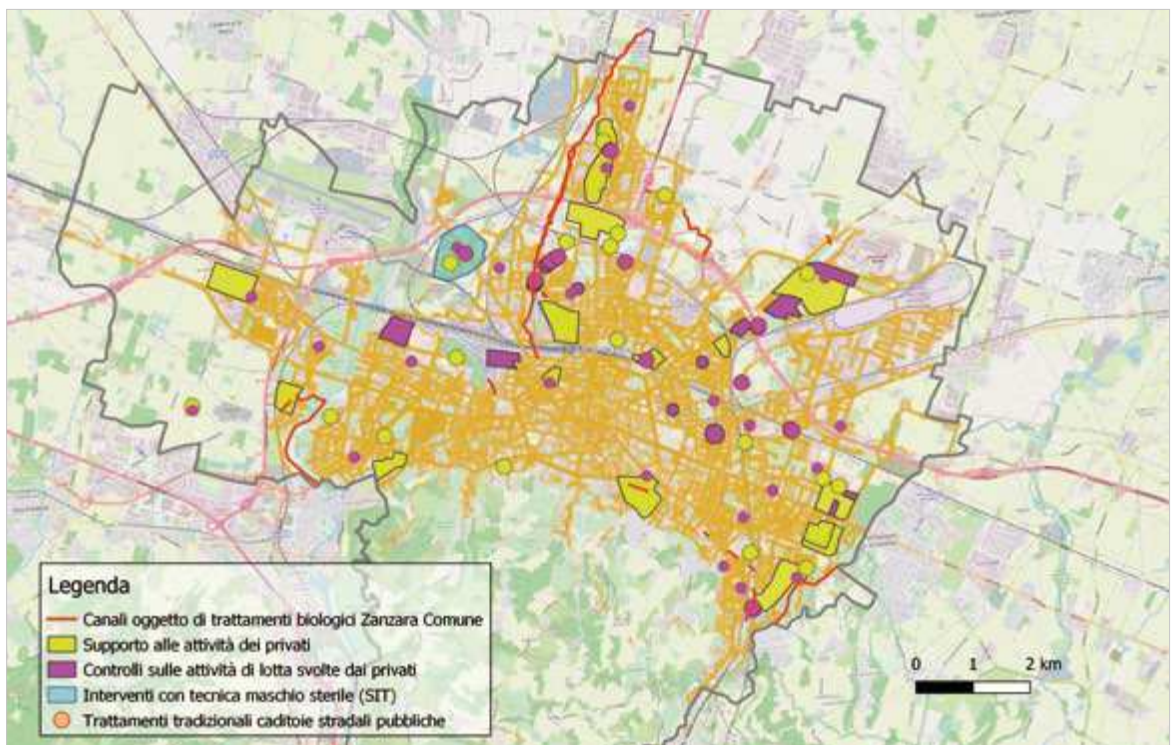 Legenda
Canali oggetto di trattamenti biologici Zanzara Comune
Supporto alle attività dei privati
Controlli sulle attività di lotta svolte dai privati
Interventi con tecnica maschio sterile (SIT)
Trattamenti tradizionali caditoie stradali pubbliche
0 1 2 km